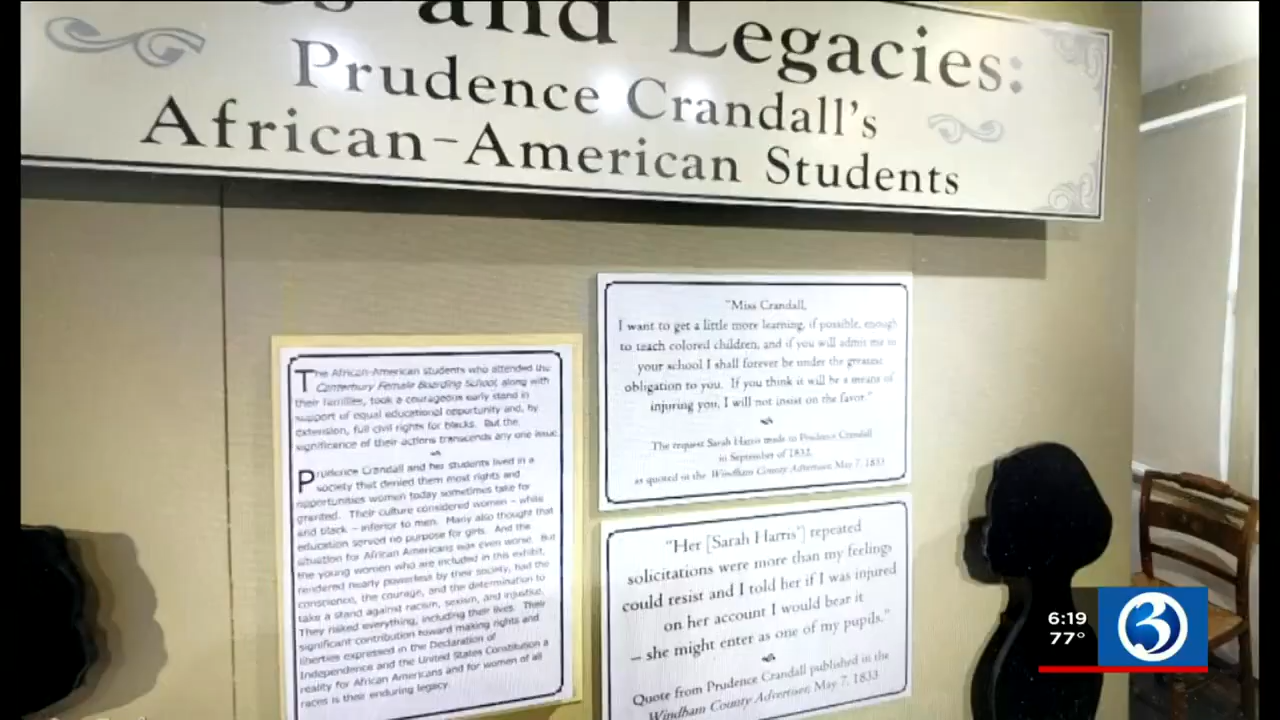 and Legacies:
Prudence Crandall's
African-American Students
The African-American students who attended the
Canterbury Female Boarding School, along with
their families, took a courageous early stand in
support of equal educational opportunity and, by
extension, full civil rights for blacks. But the
significance of their actions transcends any one issue.
Prudence Crandall and her students lived in a
society that denied them most rights and
opportunities women today sometimes take for
granted. Their culture considered women – white
and black – inferior to men. Many also thought that
education served no purpose for girls. And the
situation for African Americans was even worse. But
the young women who are included in this exhibit,
rendered nearly powerless by their society, had the
conscience, the courage, and the determination to
take a stand against racism, sexism, and injustice.
They risked everything, including their lives. Their
significant contribution toward making rights and
liberties expressed in the Declaration of
Independence and the United States Constitution a
reality for African Americans and for women of all
races is their enduring legacy.
"Miss Crandall,
I want to get a little more learning, if possible, enough
to teach colored children, and if you will admit me to
your school I shall forever be under the greatest
obligation to you. If you think it will be a means of
injuring you, I will not insist on the favor."
The request Sarah Harris made to Prudence Crandall
in September of 1832,
as quoted in the Windham County Advertiser, May 7, 1833
"Her [Sarah Harris'] repeated
solicitations were more than my feelings
could resist and I told her if I was injured
on her account I would bear it
– she might enter as one of my pupils."
Quote from Prudence Crandall published in the
Windham County Advertiser, May 7, 1833
6:19
77°
3